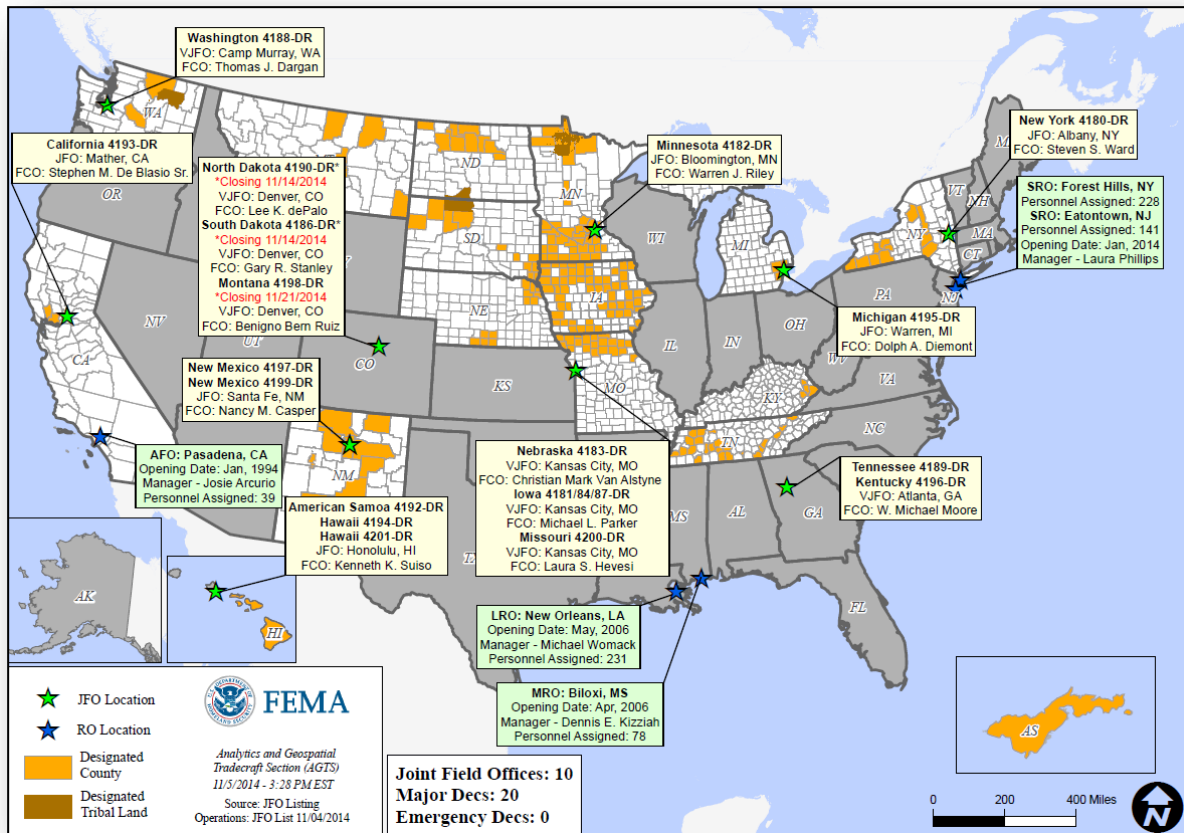 Washington 4188-DR
VJFO: Camp Murray, WA
FCO: Thomas J. Dargan
California 4193-DR
JFO: Mather, CA
FCO: Stephen M. De Blasio Sr.
North Dakota 4190-DR*
*Closing 11/14/2014
VJFO: Denver, CO
FCO: Lee K. dePalo
South Dakota 4186-DR*
*Closing 11/14/2014
VJFO: Denver, CO
FCO: Gary R. Stanley
Montana 4198-DR
*Closing 11/21/2014
VJFO: Denver, CO
FCO: Benigno Bern Ruiz
Minnesota 4182-DR
JFO: Bloomington, MN
FCO: Warren J. Riley
New York 4180-DR
JFO: Albany, NY
FCO: Steven S. Ward
SRO: Forest Hills, NY
Personnel Assigned: 228
SRO: Eatontown, NJ
Personnel Assigned: 141
Opening Date: Jan, 2014
Manager - Laura Phillips
Michigan 4195-DR
JFO: Warren, MI
FCO: Dolph A. Diemont
New Mexico 4197-DR
New Mexico 4199-DR
JFO: Santa Fe, NM
FCO: Nancy M. Casper
AFO: Pasadena, CA
Opening Date: Jan, 1994
Manager - Josie Arcurio
Personnel Assigned: 39
American Samoa 4192-DR
Hawaii 4194-DR
Hawaii 4201-DR
JFO: Honolulu, HI
FCO: Kenneth K. Suiso
Nebraska 4183-DR
VJFO: Kansas City, MO
FCO: Christian Mark Van Alstyne
Iowa 4181/84/87-DR
VJFO: Kansas City, MO
FCO: Michael L. Parker
Missouri 4200-DR
VJFO: Kansas City, MO
FCO: Laura S. Hevesi
Tennessee 4189-DR
Kentucky 4196-DR
VJFO: Atlanta, GA
FCO: W. Michael Moore
LRO: New Orleans, LA
Opening Date: May, 2006
Manager - Michael Womack
Personnel Assigned: 231
MRO: Biloxi, MS
Opening Date: Apr, 2006
Manager - Dennis E. Kizziah
Personnel Assigned: 78
WA
OR
CA
NV
UT
CO
NM
ND
SD
NE
KS
MN
IA
MO
WI
MI
IL
IN
OH
KY
TN
MS
AL
GA
FL
NC
VA
WV
PA
NY
NJ
CT
MA
VT
NH
AK
HI
AS
JFO Location
RO Location
Designated
County
Designated
Tribal Land
FEMA
Analytics and Geospatial
Tradecraft Section (AGTS)
11/5/2014 - 3:28 PM EST
Source: JFO Listing
Operations: JFO List 11/04/2014
Joint Field Offices: 10
Major Decs: 20
Emergency Decs: 0
0 200 400 Miles
N